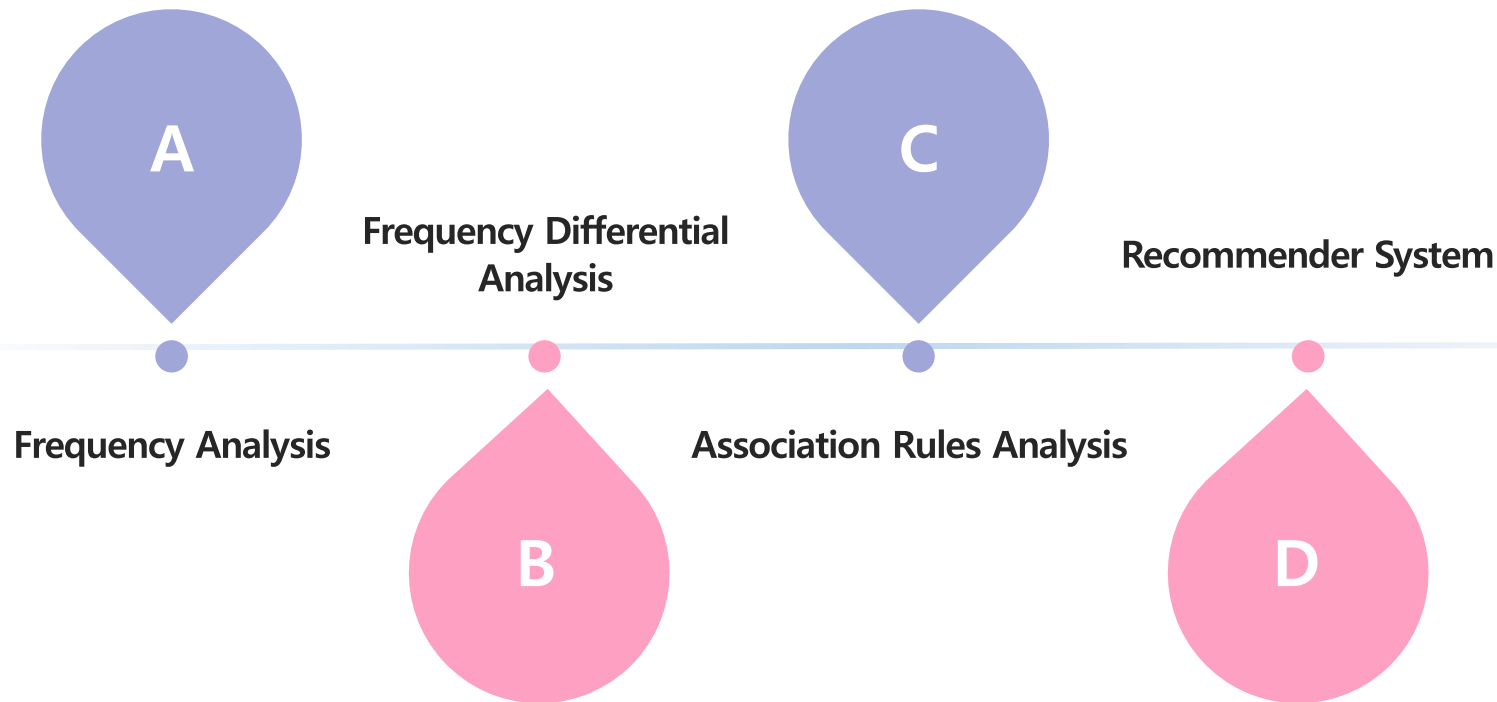 A
Frequency Analysis
Frequency Differential
Analysis
B
C
Association Rules Analysis
Recommender System
D